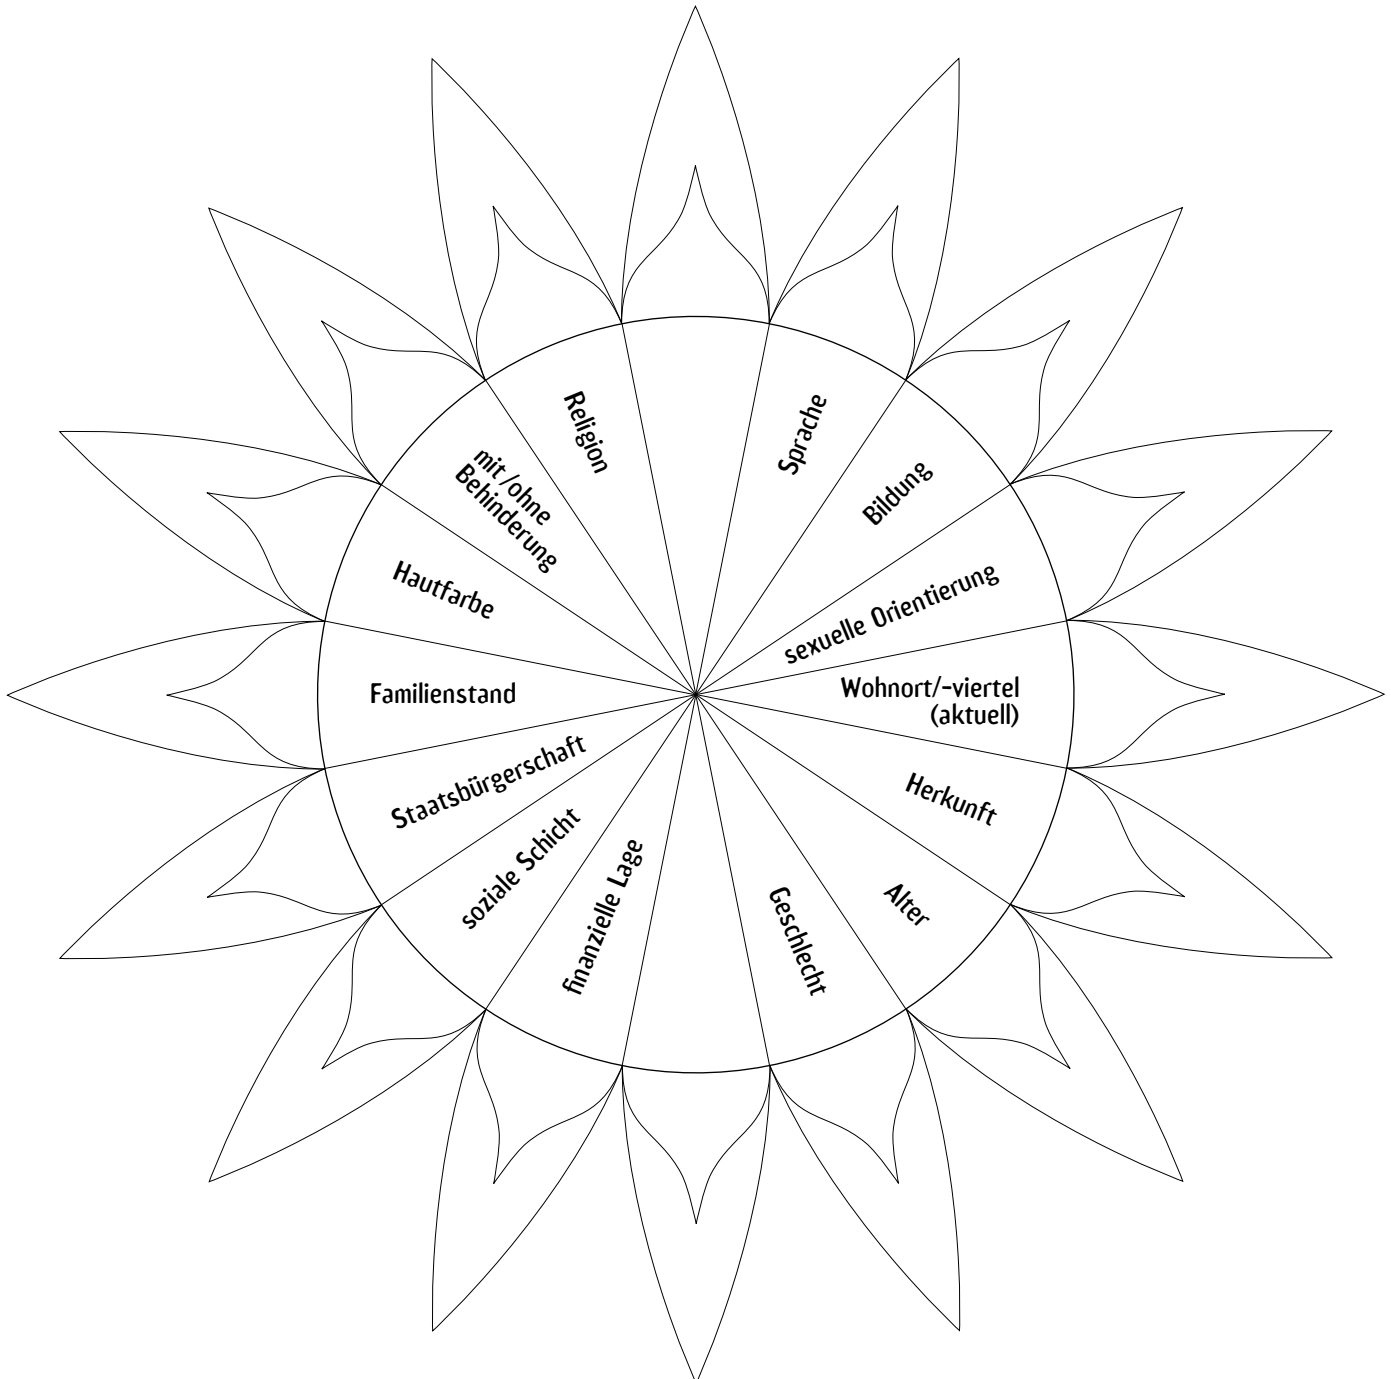 Sprache
Bildung
sexuelle Orientierung
Wohnort/-viertel
(aktuell)
Herkunft
Alter
Geschlecht
finanzielle Lage
soziale Schicht
Staatsbürgerschaft
Familienstand
Hautfarbe
mit/ohne
Behinderung
Religion